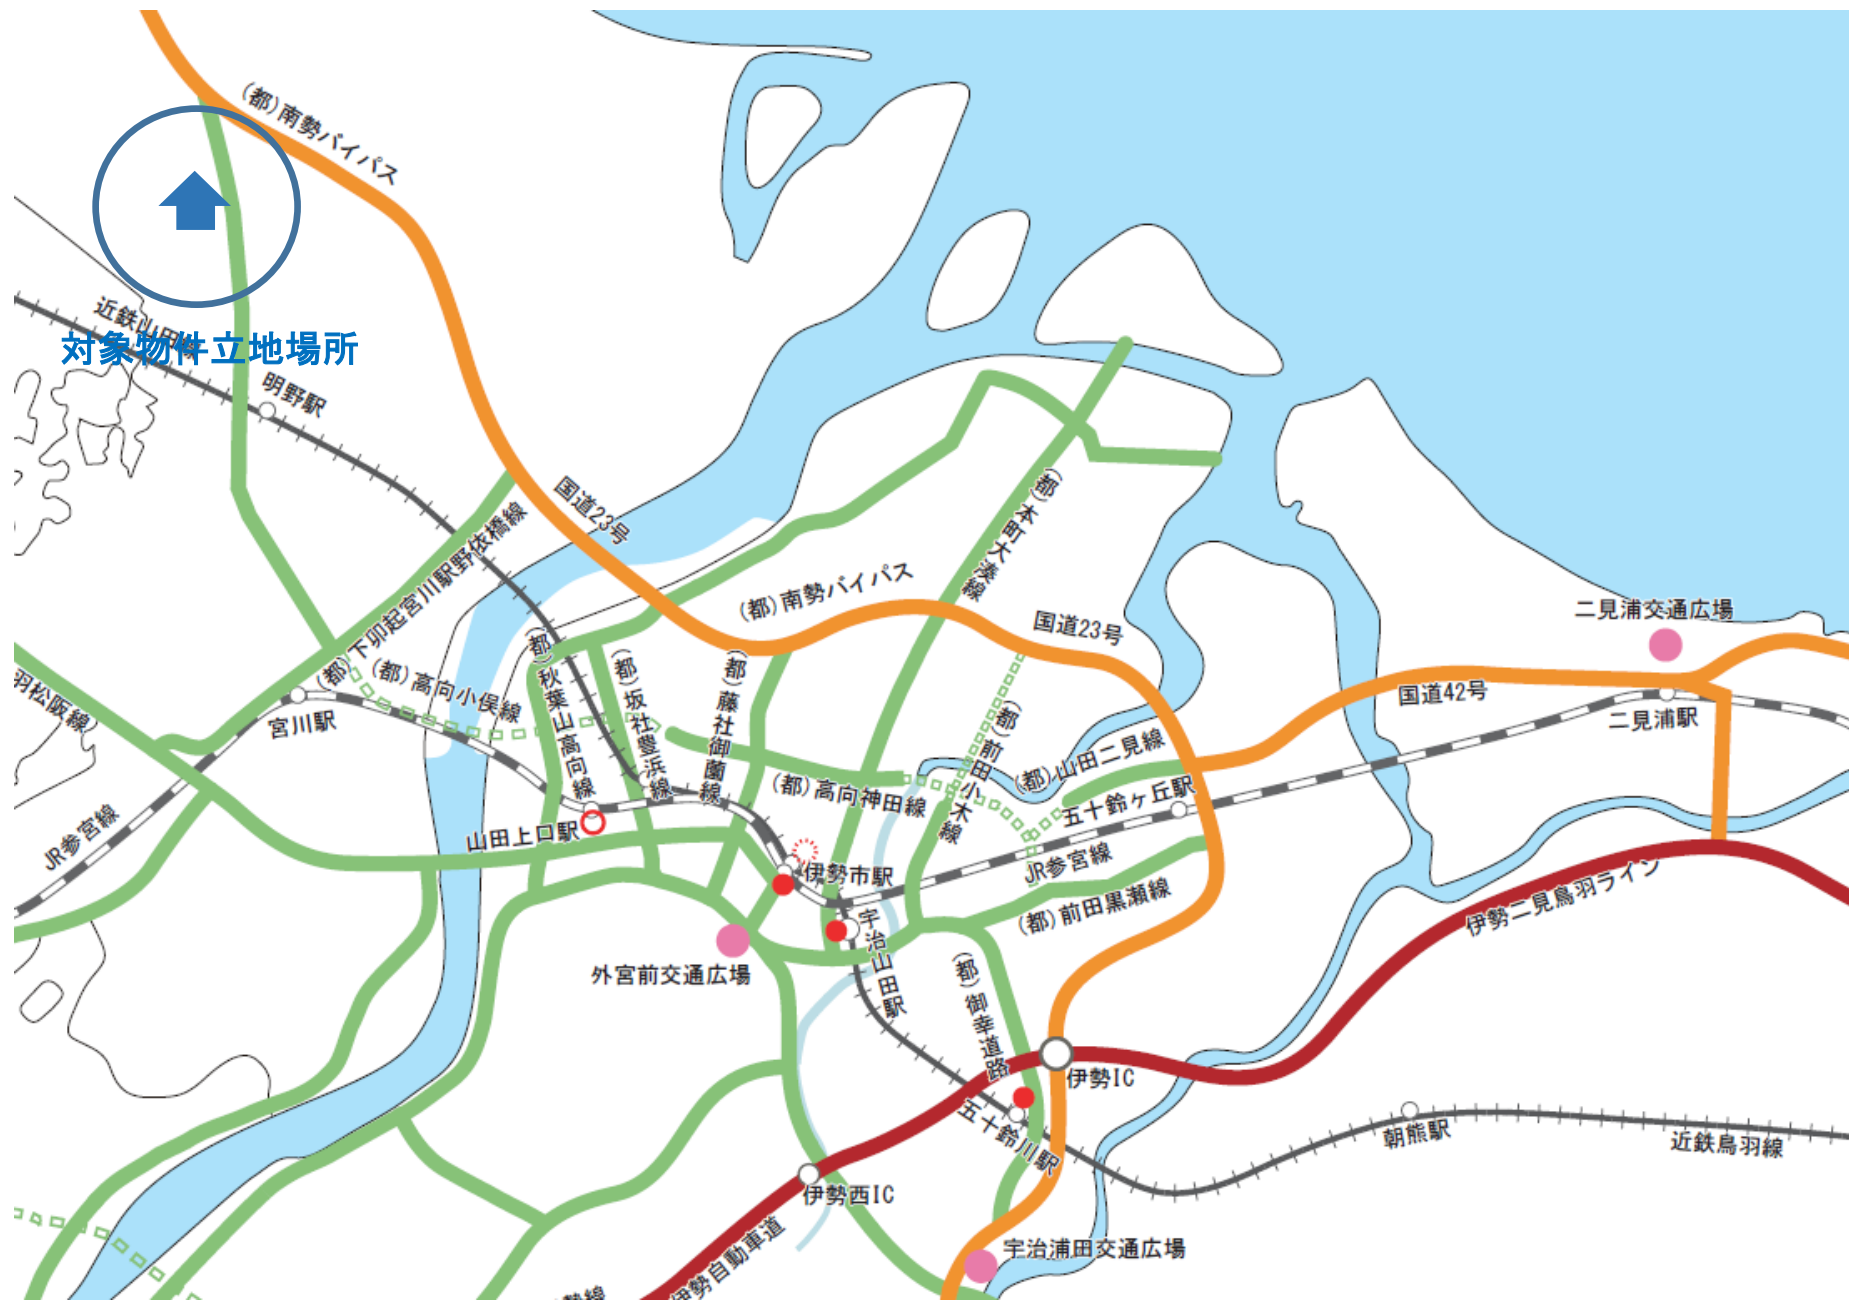 (都)南勢バイパス
近鉄山田線
対象物件立地場所
明野駅
国道23号
(都)下卯起宮川駅野依橋線
(都)本町大湊線
(都)南勢バイパス
国道23号
二見浦交通広場
羽松阪線)
(都)高向小俣線
宮川駅
(都)秋葉山高向線
(都)坂社豊浜線
(都)藤社御薗線
(都)前田小木線
(都)山田二見線
国道42号
二見浦駅
(都)高向神田線
五十鈴ヶ丘駅
JR参宮線
山田上口駅
伊勢市駅
JR参宮線
(都)前田黒瀬線
伊勢二見鳥羽ライン
宇治山田駅
外宮前交通広場
(都)御幸道路
伊勢IC
五十鈴川駅
朝熊駅
近鉄鳥羽線
伊勢西IC
宇治浦田交通広場
伊勢自動車道
勢線